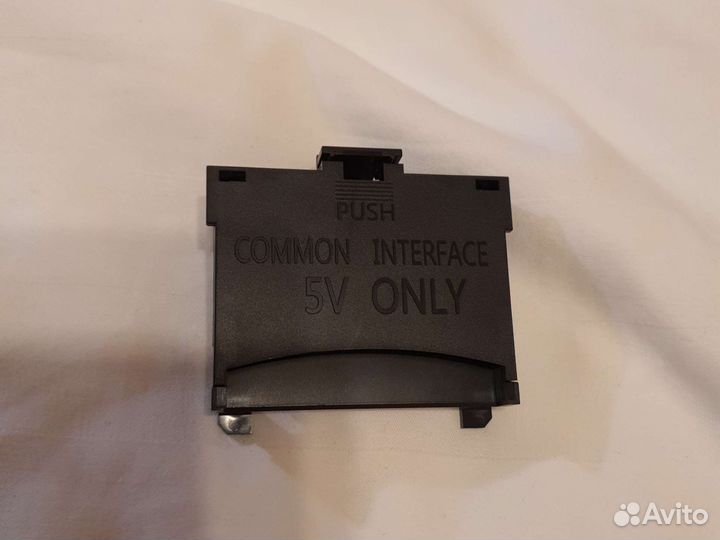 PUSH
COMMON INTERFACE
5V ONLY
Avito